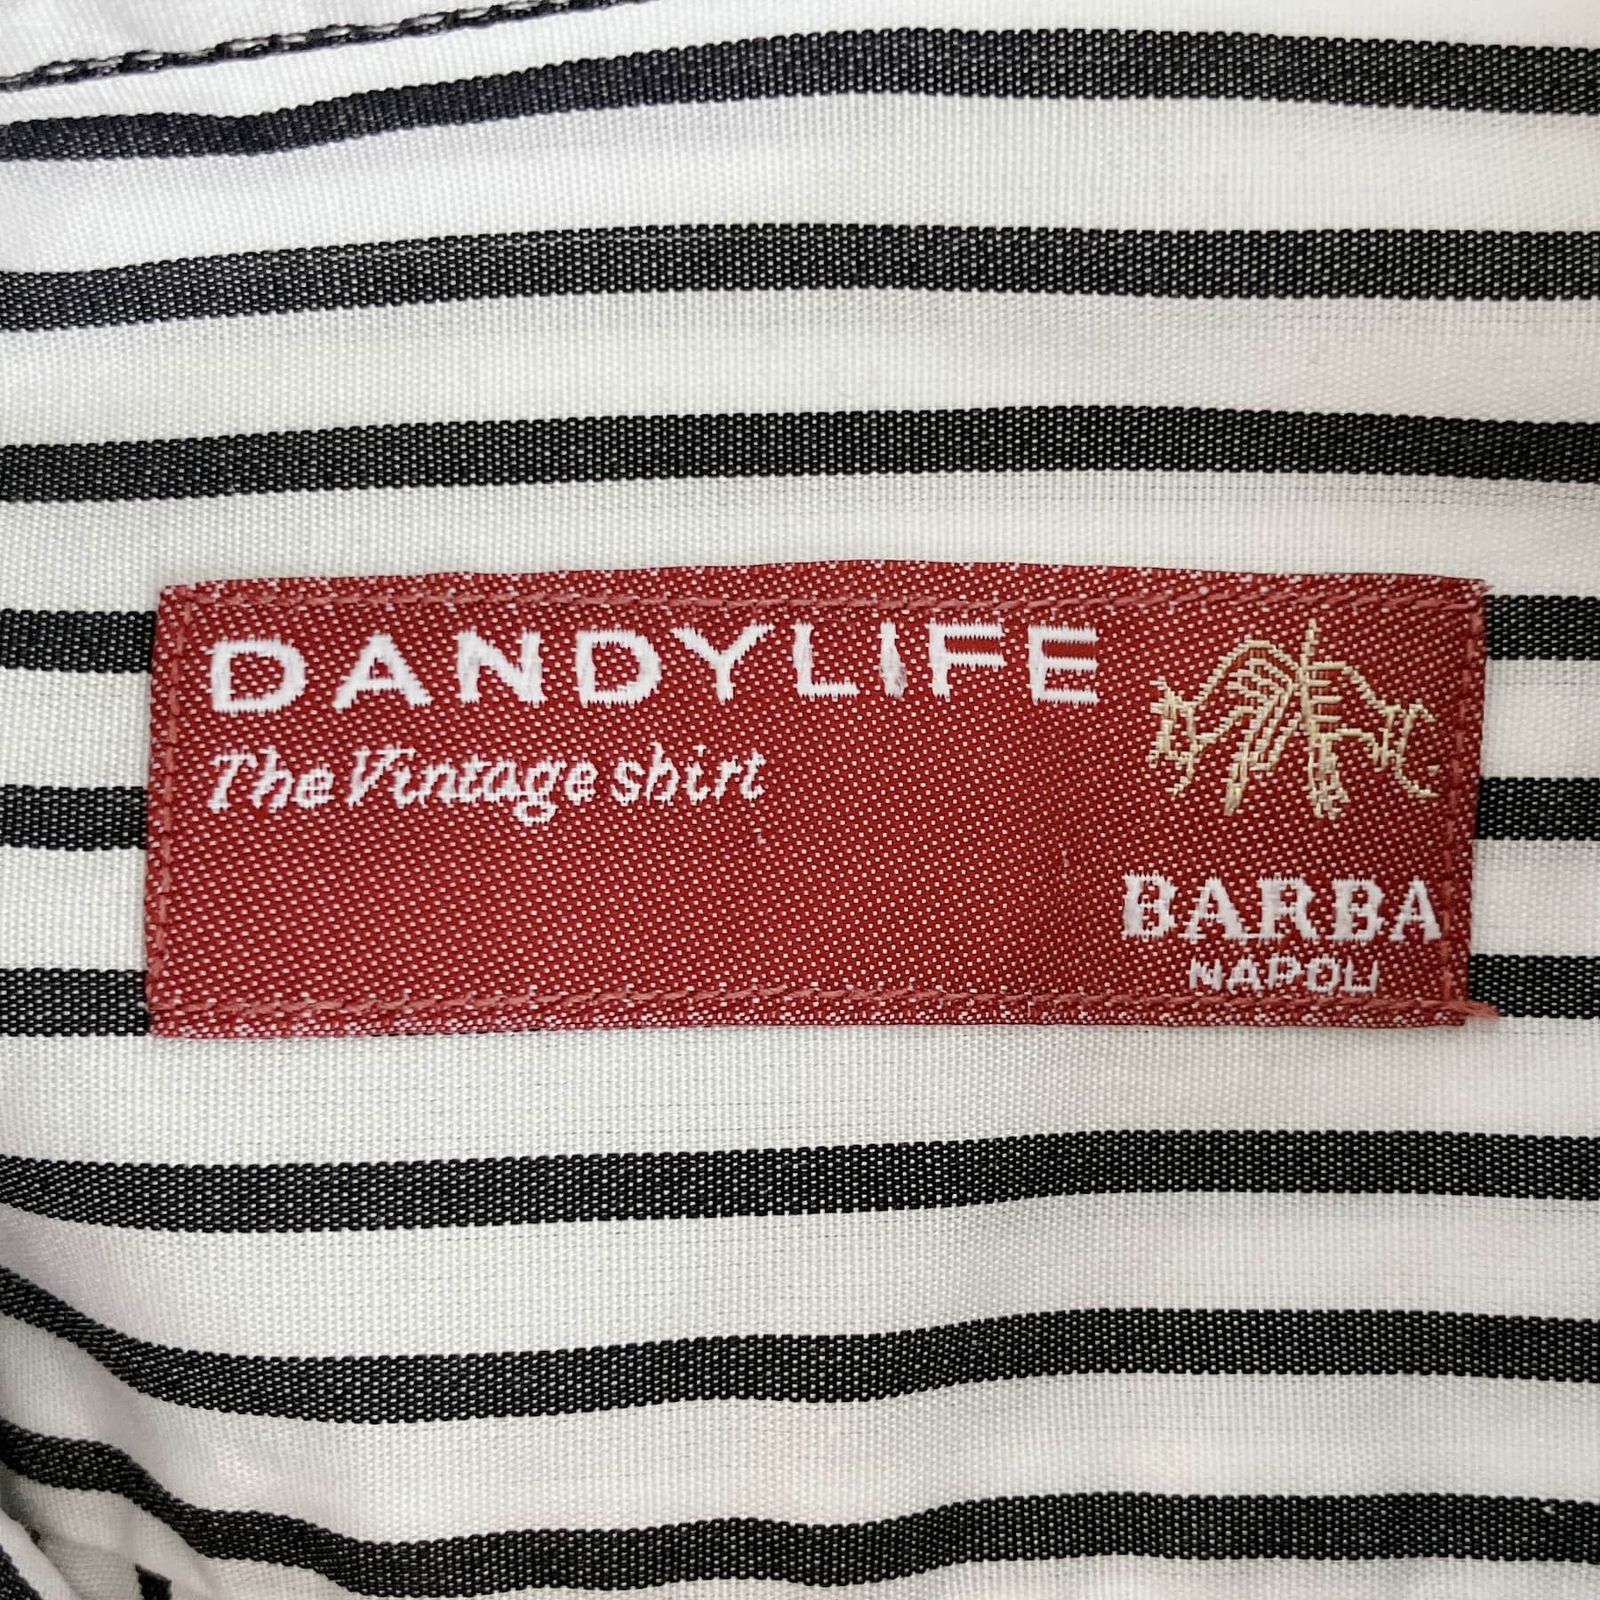 DANDYLIFE
The Vintage shirt
BARBA
NAPOLI